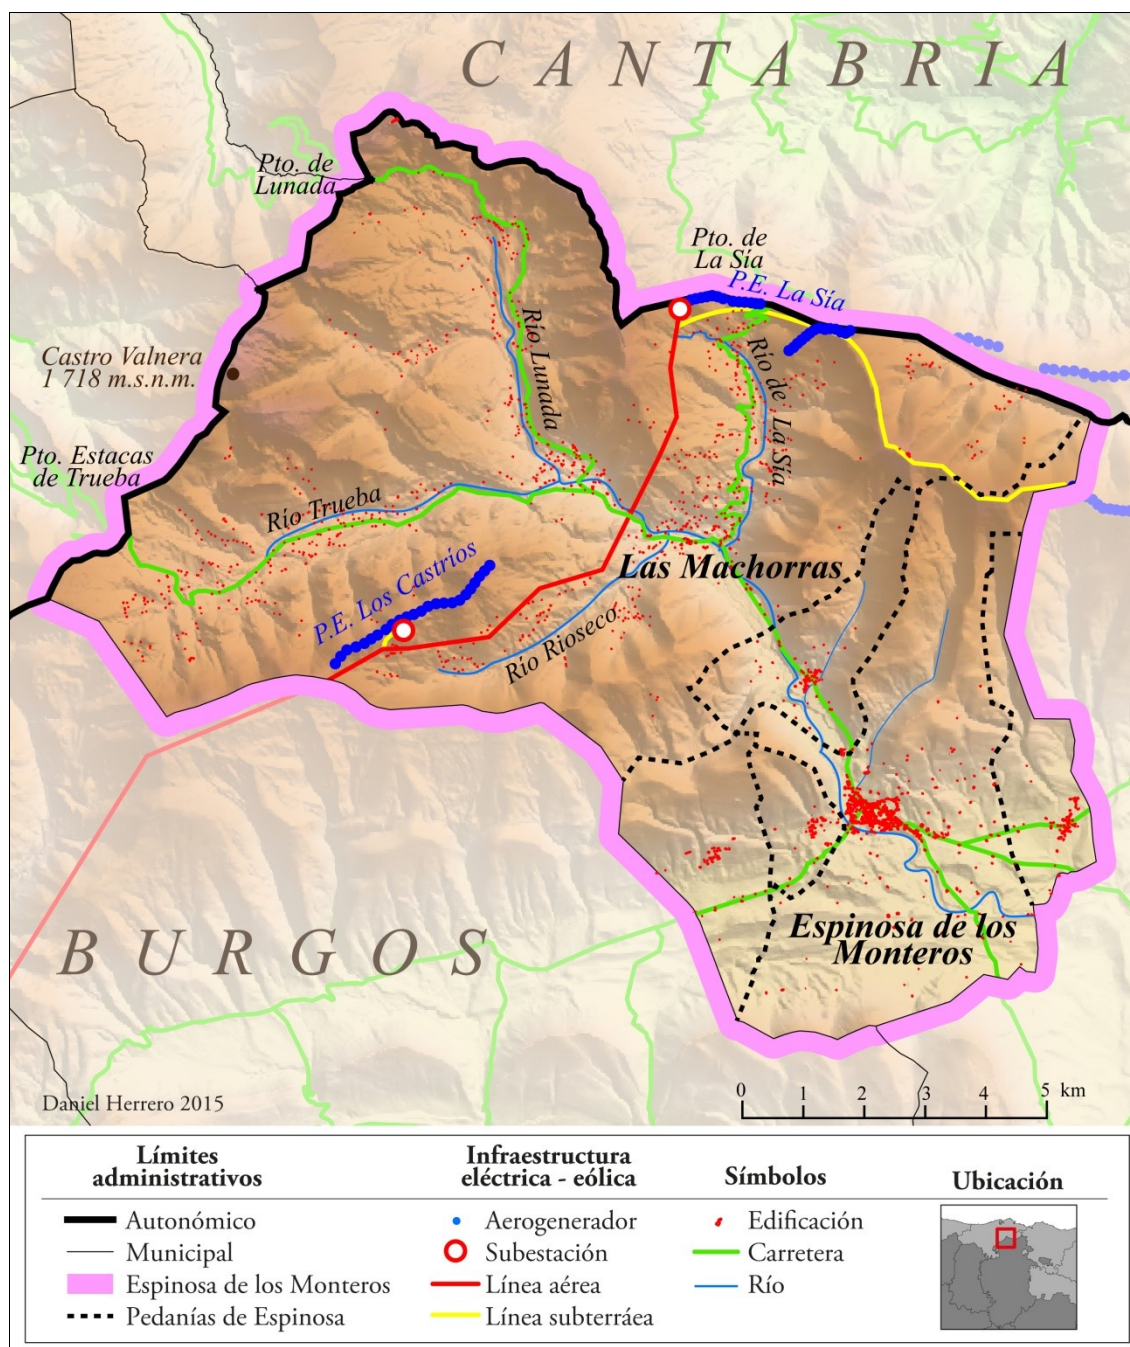 CANTABRIA
Pto. de
Lunada
Pto. de
La Sía
P.E. La Sía
Río Lunada
Río de La Sía
Castro Valnera
1 718 m.s.n.m.
Pto. Estacas
de Trueba
Río Trueba
P.E. Los Castríos
Las Machorras
Río Rioseco
Espinosa de los
Monteros
BURGOS
Daniel Herrero 2015
0 1 2 3 4 5 km
Límites
administrativos
Autonómico
Municipal
Espinosa de los Monteros
Pedanías de Espinosa
Infraestructura
eléctrica - eólica
Aerogenerador
Subestación
Línea aérea
Línea subterráea
Símbolos
Edificación
Carretera
Río
Ubicación